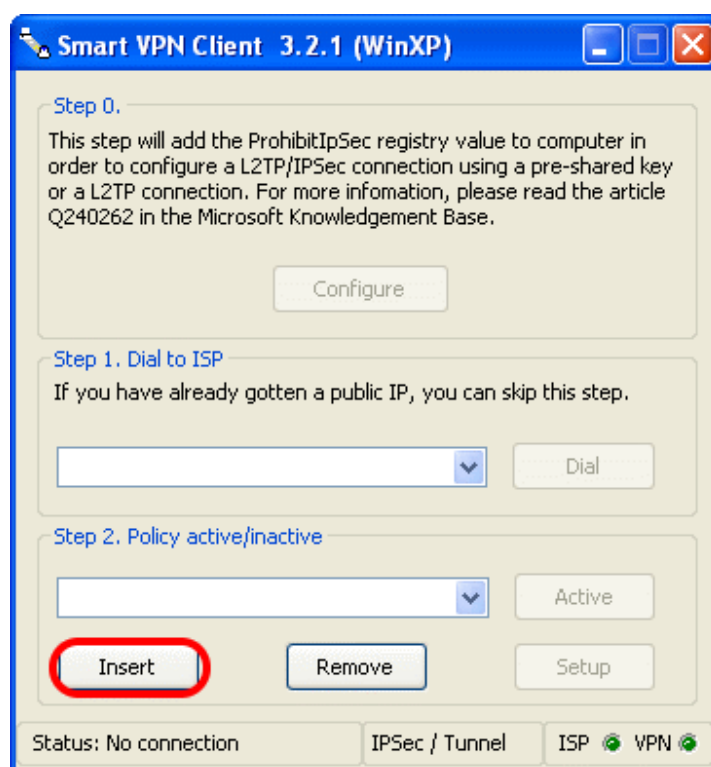 Smart VPN Client 3.2.1 (WinXP)
Step 0.
This step will add the ProhibitIpSec registry value to computer in
order to configure a L2TP/IPSec connection using a pre-shared key
or a L2TP connection. For more infomation, please read the article
Q240262 in the Microsoft Knowledgement Base.
Configure
Step 1. Dial to ISP
If you have already gotten a public IP, you can skip this step.
Dial
Step 2. Policy active/inactive
Active
Insert
Remove
Setup
Status: No connection
IPSec / Tunnel
ISP
VPN